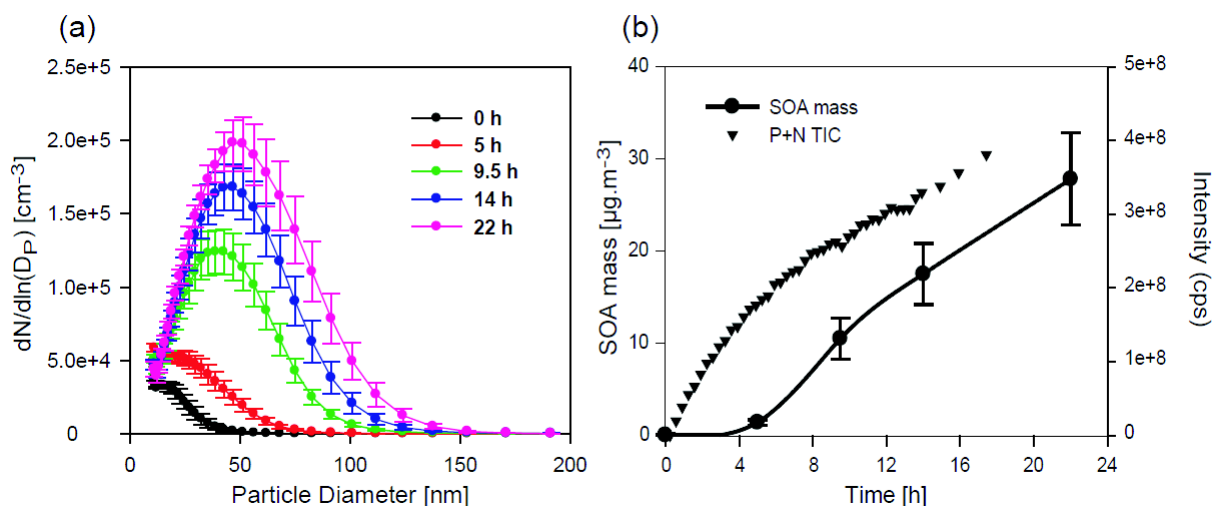 (a)
2.5e+5
2.0e+5
1.5e+5
1.0e+5
5.0e+4
0
dN/dln(D_P) [cm⁻³]
0 h
5 h
9.5 h
14 h
22 h
0 50 100 150 200
Particle Diameter [nm]
(b)
40
30
20
10
0
SOA mass [µg.m⁻³]
SOA mass
P+N TIC
5e+8
4e+8
3e+8
2e+8
1e+8
0
Intensity (cps)
0 4 8 12 16 20 24
Time [h]